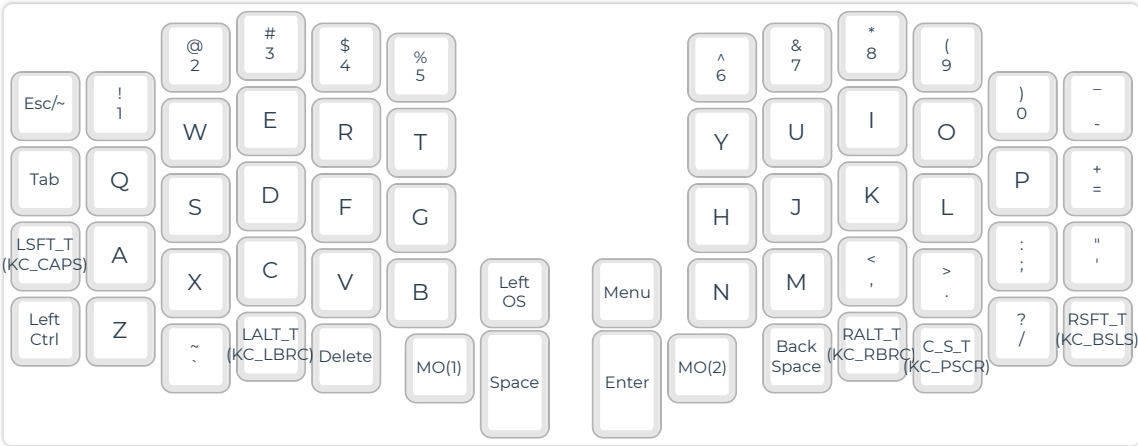 Esc/~
!
1
@
2
#
3
$
4
%
5
^
6
&
7
*
8
(
9
)
0
_
-
Tab
Q
W
E
R
T
Y
U
I
O
P
+
=
LSFT_T
(KC_CAPS)
A
S
D
F
G
H
J
K
L
:
;
"
'
Left
Ctrl
Z
X
C
V
B
Left
OS
Menu
N
M
<
,
>
.
?
/
RSFT_T
(KC_BSLS)
~
`
LALT_T
(KC_LBRC)
Delete
MO(1)
Space
Enter
MO(2)
Back
Space
RALT_T
(KC_RBRC)
C_S_T
(KC_PSCR)